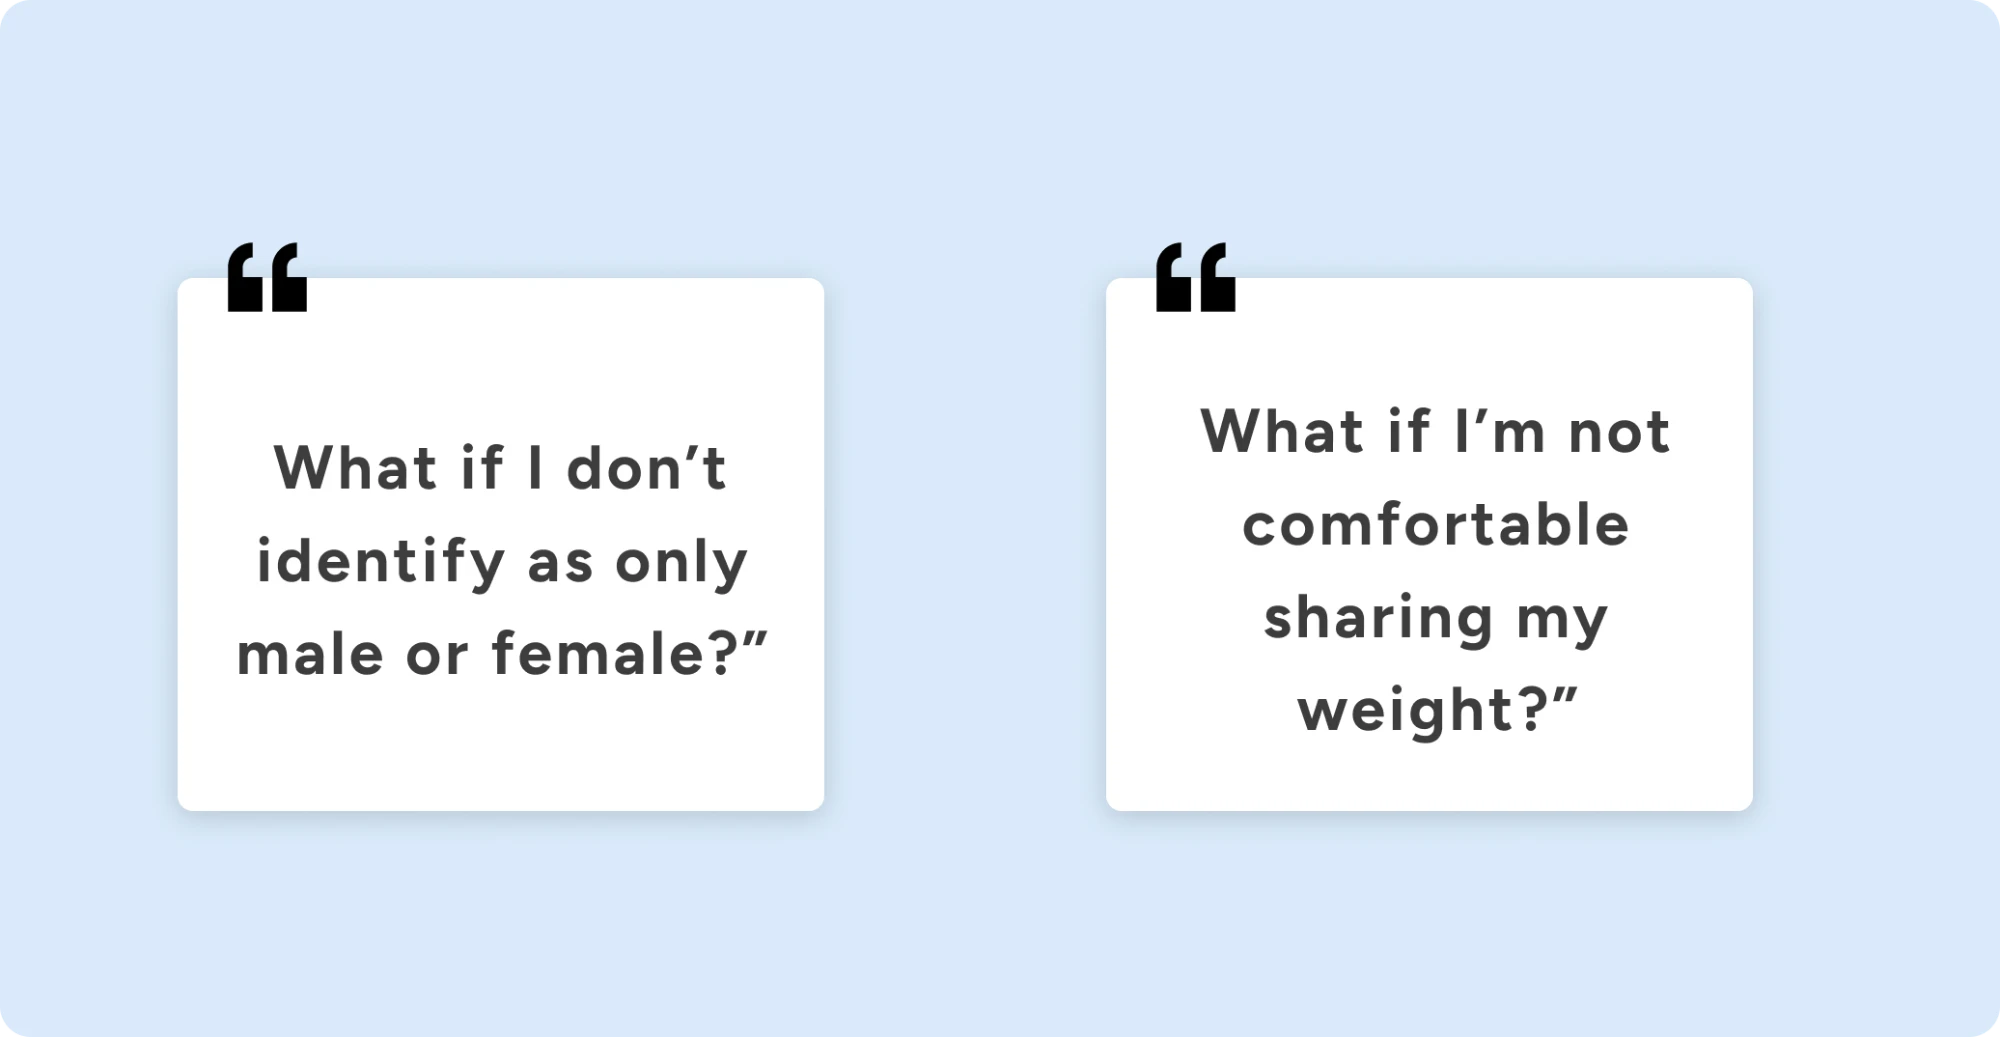 “
What if I don’t
identify as only
male or female?”
“
What if I’m not
comfortable
sharing my
weight?”